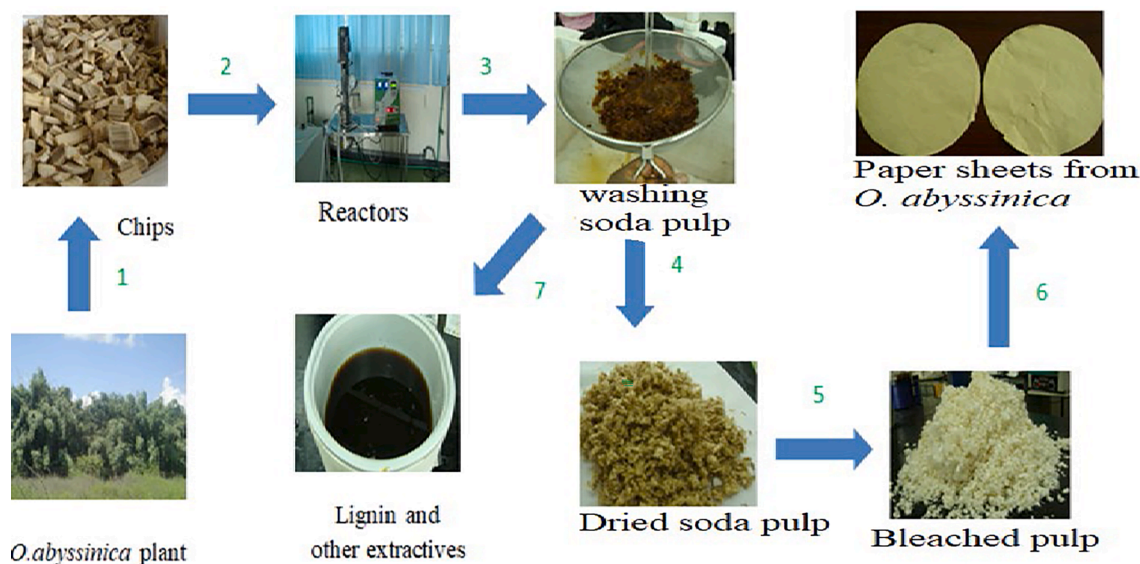 2
3
Paper sheets from
O. abyssinica
Chips
Reactors
washing
soda pulp
1
7
4
6
5
O.abyssinica plant
Lignin and
other extractives
Dried soda pulp
Bleached pulp